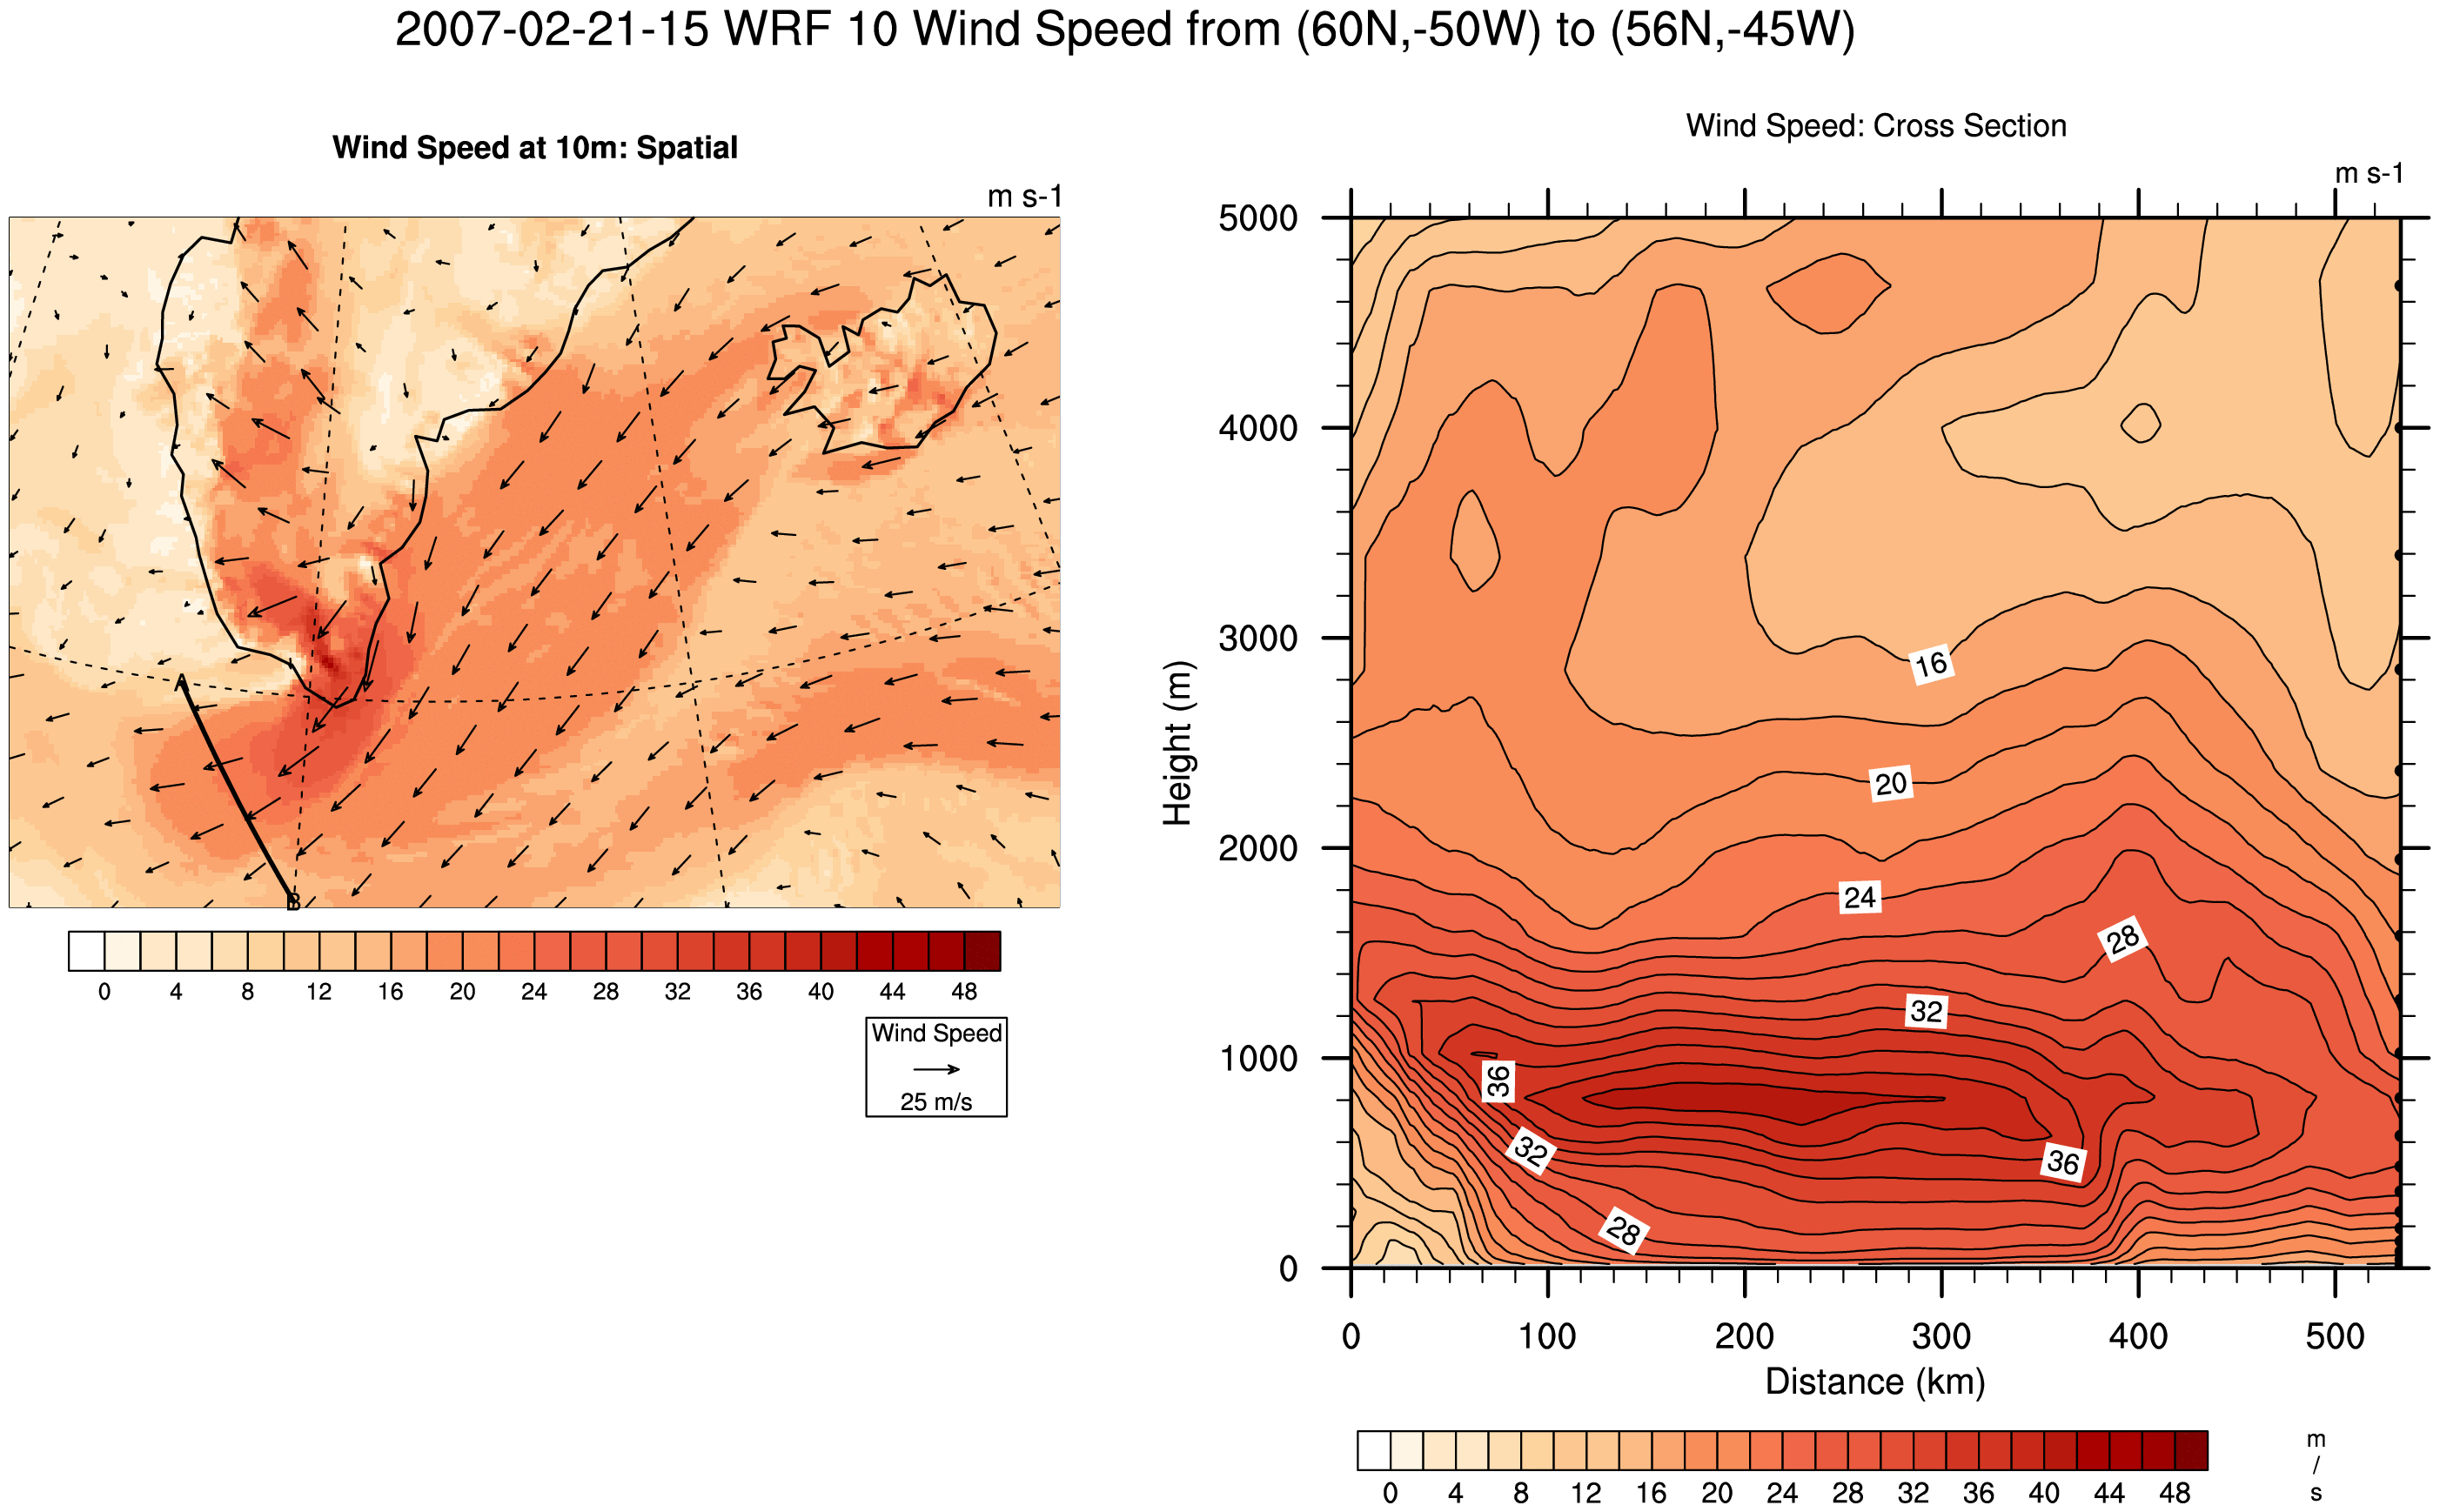 2007-02-21-15 WRF 10 Wind Speed from (60N,-50W) to (56N,-45W)
Wind Speed at 10m: Spatial
m s-1
A
B
0 4 8 12 16 20 24 28 32 36 40 44 48
Wind Speed
25 m/s
Wind Speed: Cross Section
m s-1
5000
4000
3000
2000
1000
0
Height (m)
16
20
24
28
32
36
32
36
28
0 100 200 300 400 500
Distance (km)
0 4 8 12 16 20 24 28 32 36 40 44 48
m
/
s